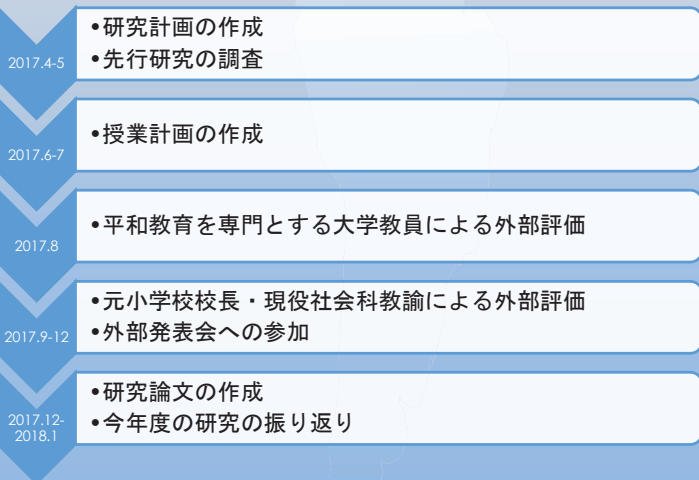 2017.4-5
•研究計画の作成
•先行研究の調査
2017.6-7
•授業計画の作成
2017.8
•平和教育を専門とする大学教員による外部評価
2017.9-12
•元小学校校長・現役社会科教諭による外部評価
•外部発表会への参加
2017.12-
2018.1
•研究論文の作成
•今年度の研究の振り返り